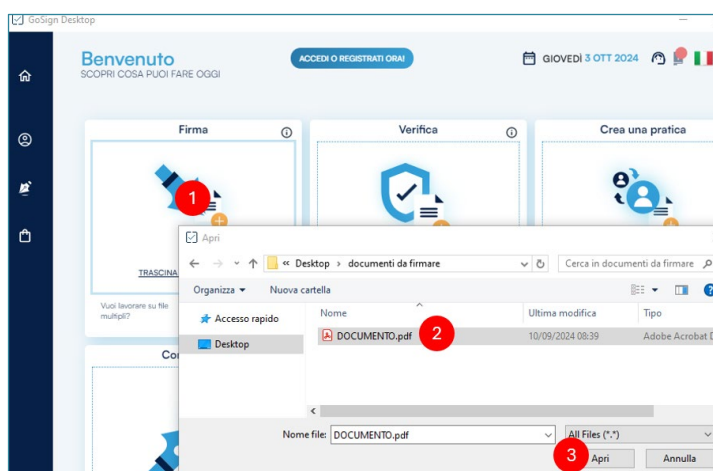 GoSign Desktop
Benvenuto
SCOPRI COSA PUOI FARE OGGI
ACCEDI O REGISTRATI ORA!
GIOVEDÌ 3 OTT 2024
Firma
Verifica
Crea una pratica
1
TRASCINA
Vuoi lavorare su file
multipli?
Apri
« Desktop › documenti da firmare
Cerca in documenti da firmare
Organizza
Nuova cartella
Accesso rapido
Desktop
Nome
Ultima modifica
Tipo
DOCUMENTO.pdf
2
10/09/2024 08:39
Adobe Acrobat D
Co
Nome file:
DOCUMENTO.pdf
All Files (*.*)
3
Apri
Annulla